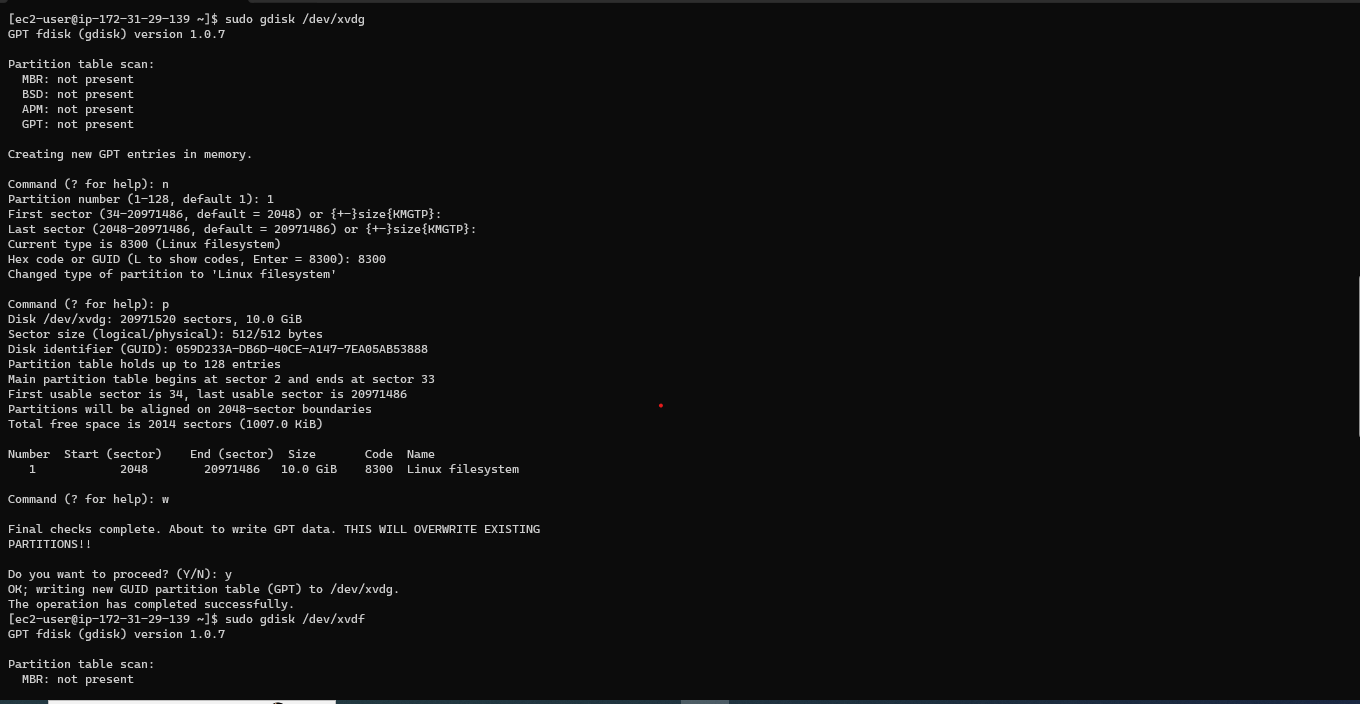 [ec2-user@ip-172-31-29-139 ~]$ sudo gdisk /dev/xvdg
GPT fdisk (gdisk) version 1.0.7
Partition table scan:
  MBR: not present
  BSD: not present
  APM: not present
  GPT: not present
Creating new GPT entries in memory.
Command (? for help): n
Partition number (1-128, default 1): 1
First sector (34-20971486, default = 2048) or {+-}size{KMGTP}:
Last sector (2048-20971486, default = 20971486) or {+-}size{KMGTP}:
Current type is 8300 (Linux filesystem)
Hex code or GUID (L to show codes, Enter = 8300): 8300
Changed type of partition to 'Linux filesystem'
Command (? for help): p
Disk /dev/xvdg: 20971520 sectors, 10.0 GiB
Sector size (logical/physical): 512/512 bytes
Disk identifier (GUID): 059D233A-DB6D-40CE-A147-7EA05AB53888
Partition table holds up to 128 entries
Main partition table begins at sector 2 and ends at sector 33
First usable sector is 34, last usable sector is 20971486
Partitions will be aligned on 2048-sector boundaries
Total free space is 2014 sectors (1007.0 KiB)
Number  Start (sector)    End (sector)  Size       Code  Name
   1            2048        20971486   10.0 GiB    8300  Linux filesystem
Command (? for help): w
Final checks complete. About to write GPT data. THIS WILL OVERWRITE EXISTING
PARTITIONS!!
Do you want to proceed? (Y/N): y
OK; writing new GUID partition table (GPT) to /dev/xvdg.
The operation has completed successfully.
[ec2-user@ip-172-31-29-139 ~]$ sudo gdisk /dev/xvdf
GPT fdisk (gdisk) version 1.0.7
Partition table scan:
  MBR: not present